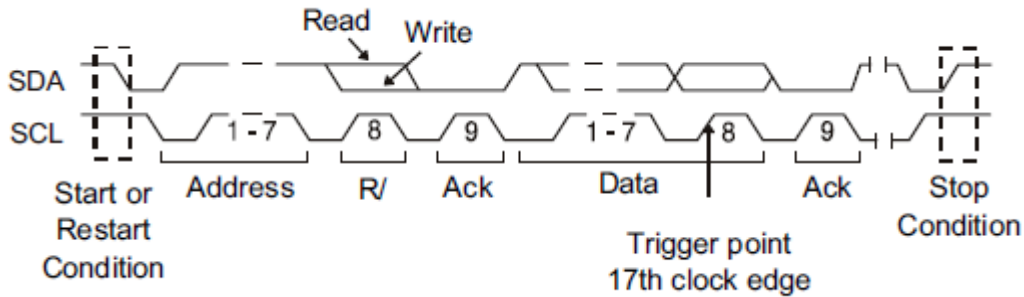 Read
Write
SDA
SCL
1 - 7
8
9
1 - 7
8
9
Address
R/
Ack
Data
Ack
Start or
Restart
Condition
Stop
Condition
Trigger point
17th clock edge